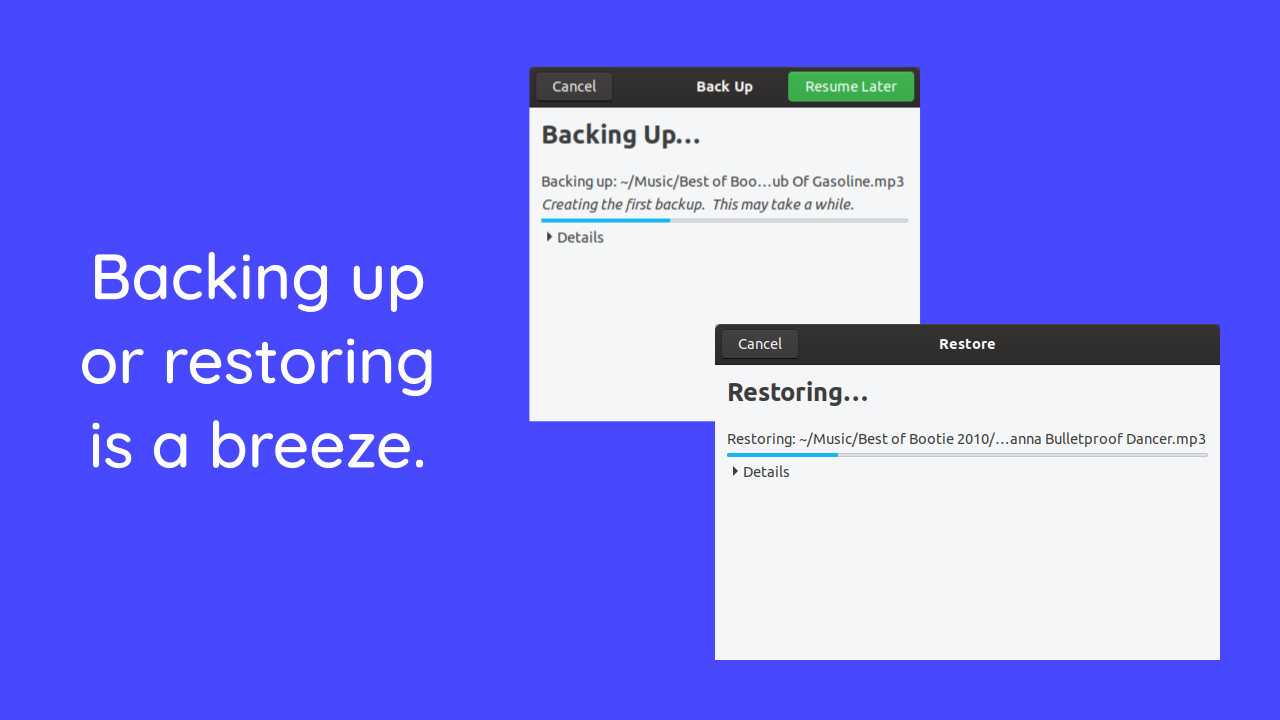 Backing up
or restoring
is a breeze.
Cancel
Back Up
Resume Later
Backing Up...
Backing up: ~/Music/Best of Boo...ub Of Gasoline.mp3
Creating the first backup.  This may take a while.
Details
Cancel
Restore
Restoring...
Restoring: ~/Music/Best of Bootie 2010/...anna Bulletproof Dancer.mp3
Details